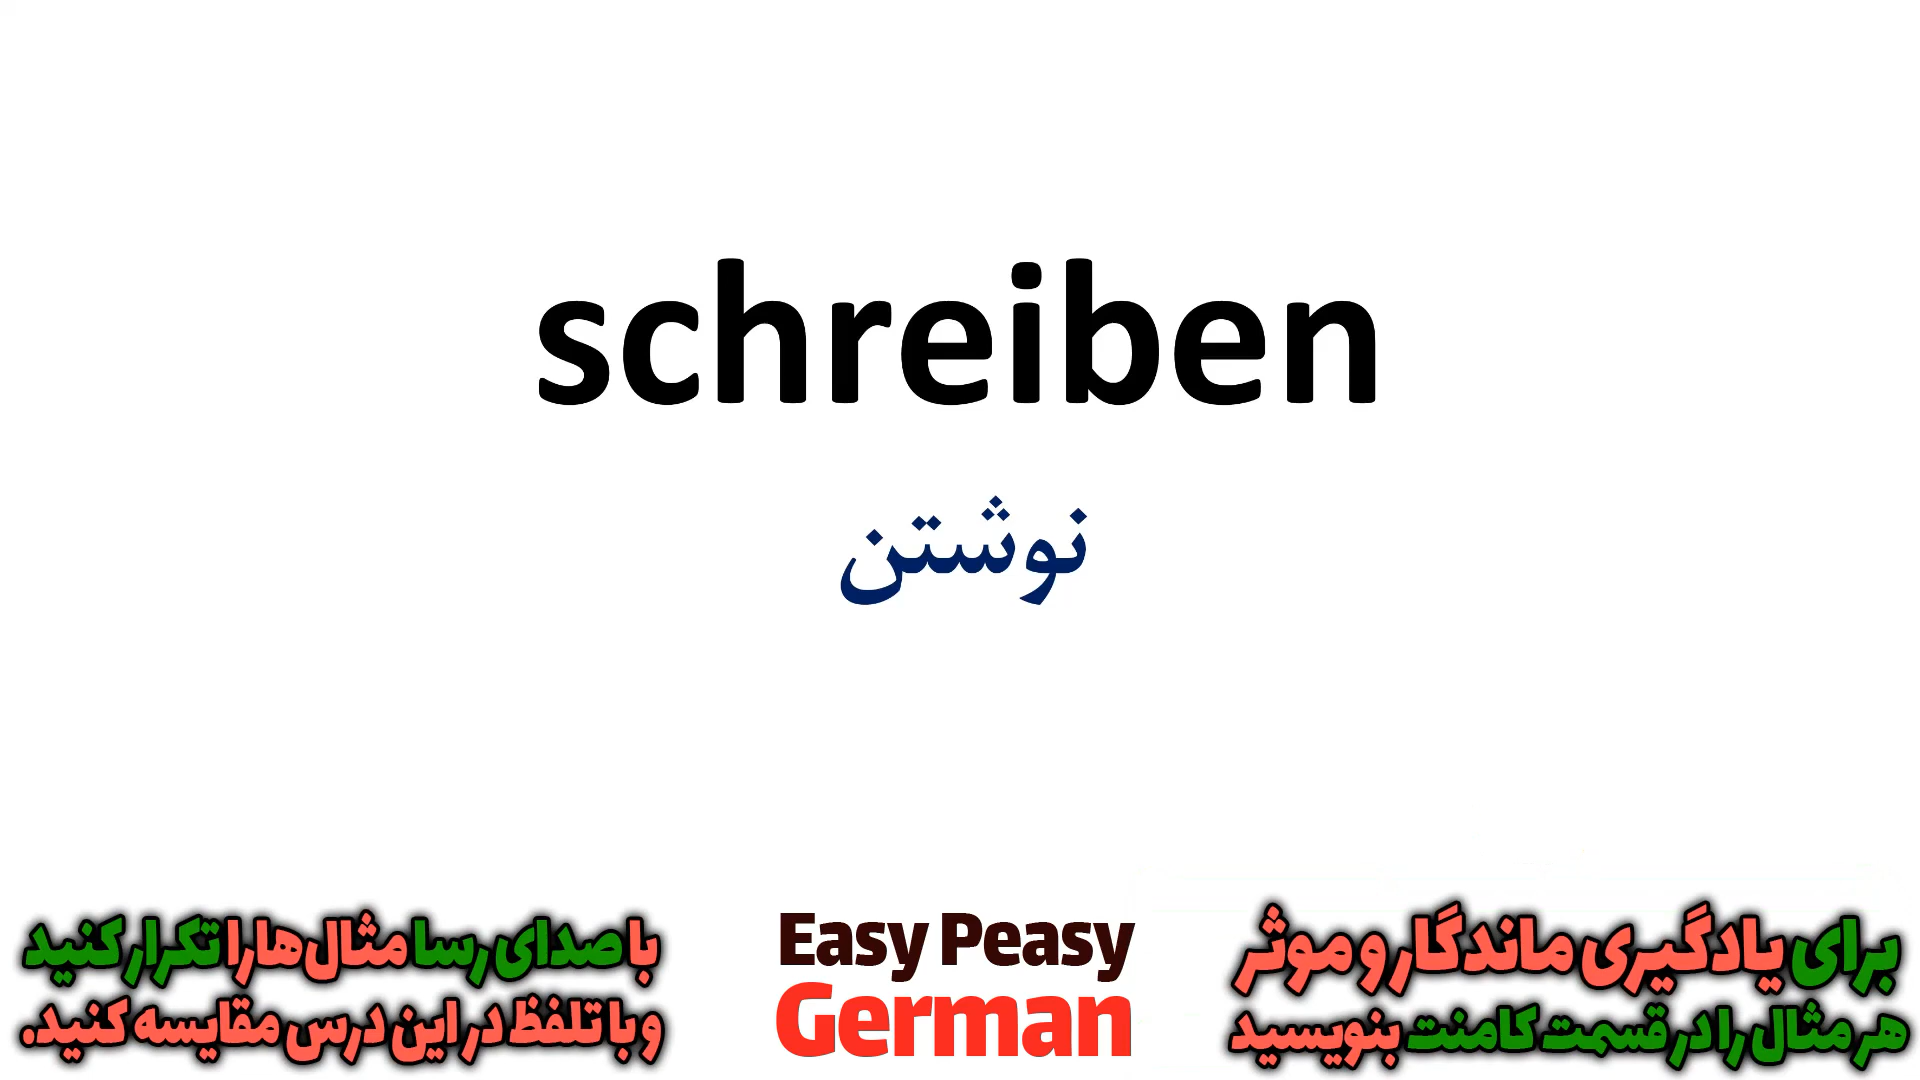 schreiben
نوشتن
با صدای رسا مثال‌ها را تکرار کنید
و با تلفظ در این درس مقایسه کنید.
Easy Peasy
German
برای یادگیری ماندگار و موثر
هر مثال را در قسمت کامنت بنویسید